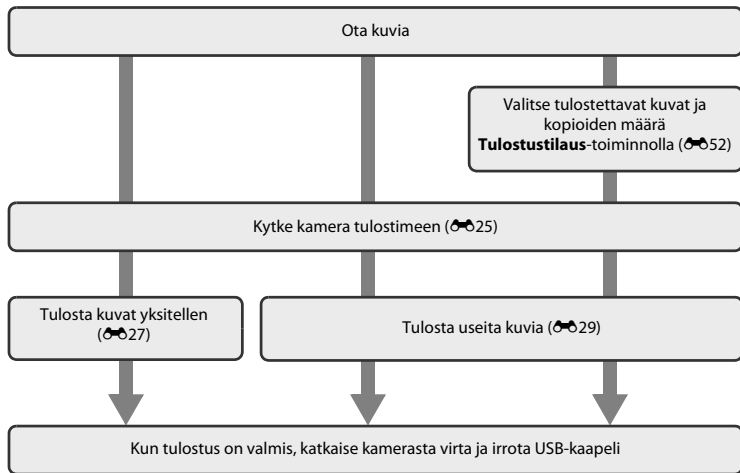 Ota kuvia
Valitse tulostettavat kuvat ja
kopioiden määrä
Tulostustilaus-toiminnolla (52)
Kytke kamera tulostimeen (25)
Tulosta kuvat yksitellen
(27)
Tulosta useita kuvia (29)
Kun tulostus on valmis, katkaise kamerasta virta ja irrota USB-kaapeli